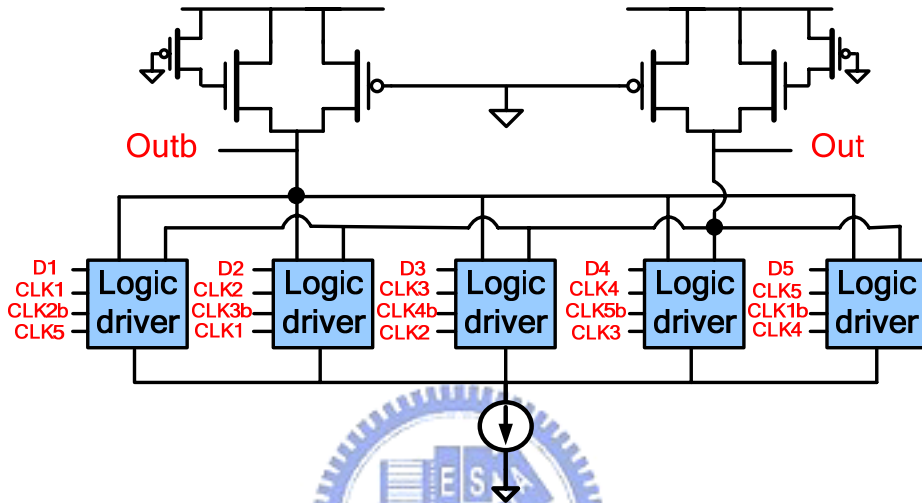 Outb
Out
D1
CLK1
CLK2b
CLK5
Logic
driver
D2
CLK2
CLK3b
CLK1
Logic
driver
D3
CLK3
CLK4b
CLK2
Logic
driver
D4
CLK4
CLK5b
CLK3
Logic
driver
D5
CLK5
CLK1b
CLK4
Logic
driver
ES